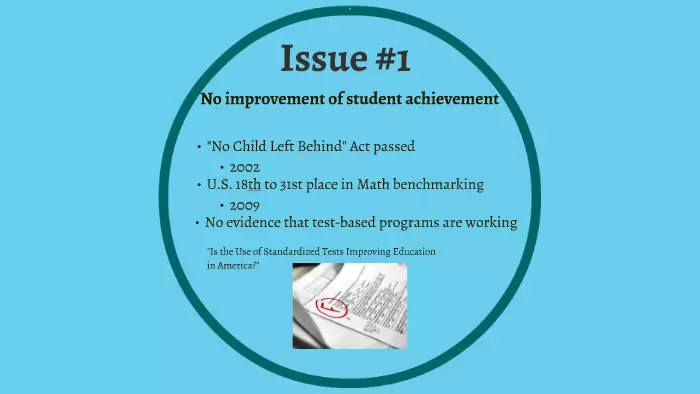 Issue #1
No improvement of student achievement
• "No Child Left Behind" Act passed
• 2002
• U.S. 18th to 31st place in Math benchmarking
• 2009
• No evidence that test-based programs are working
"Is the Use of Standardized Tests Improving Education
in America?"
F